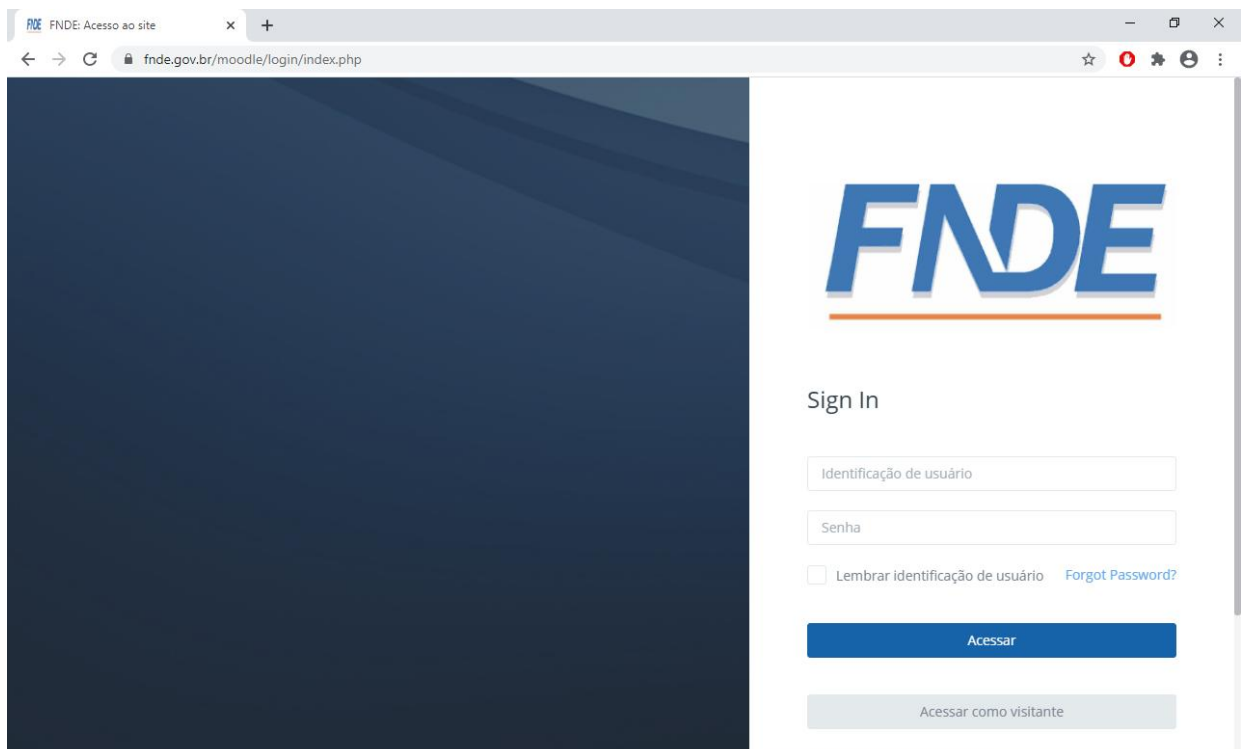 FNDE FNDE: Acesso ao site
fnde.gov.br/moodle/login/index.php
FNDE
Sign In
Identificação de usuário
Senha
Lembrar identificação de usuário Forgot Password?
Acessar
Acessar como visitante